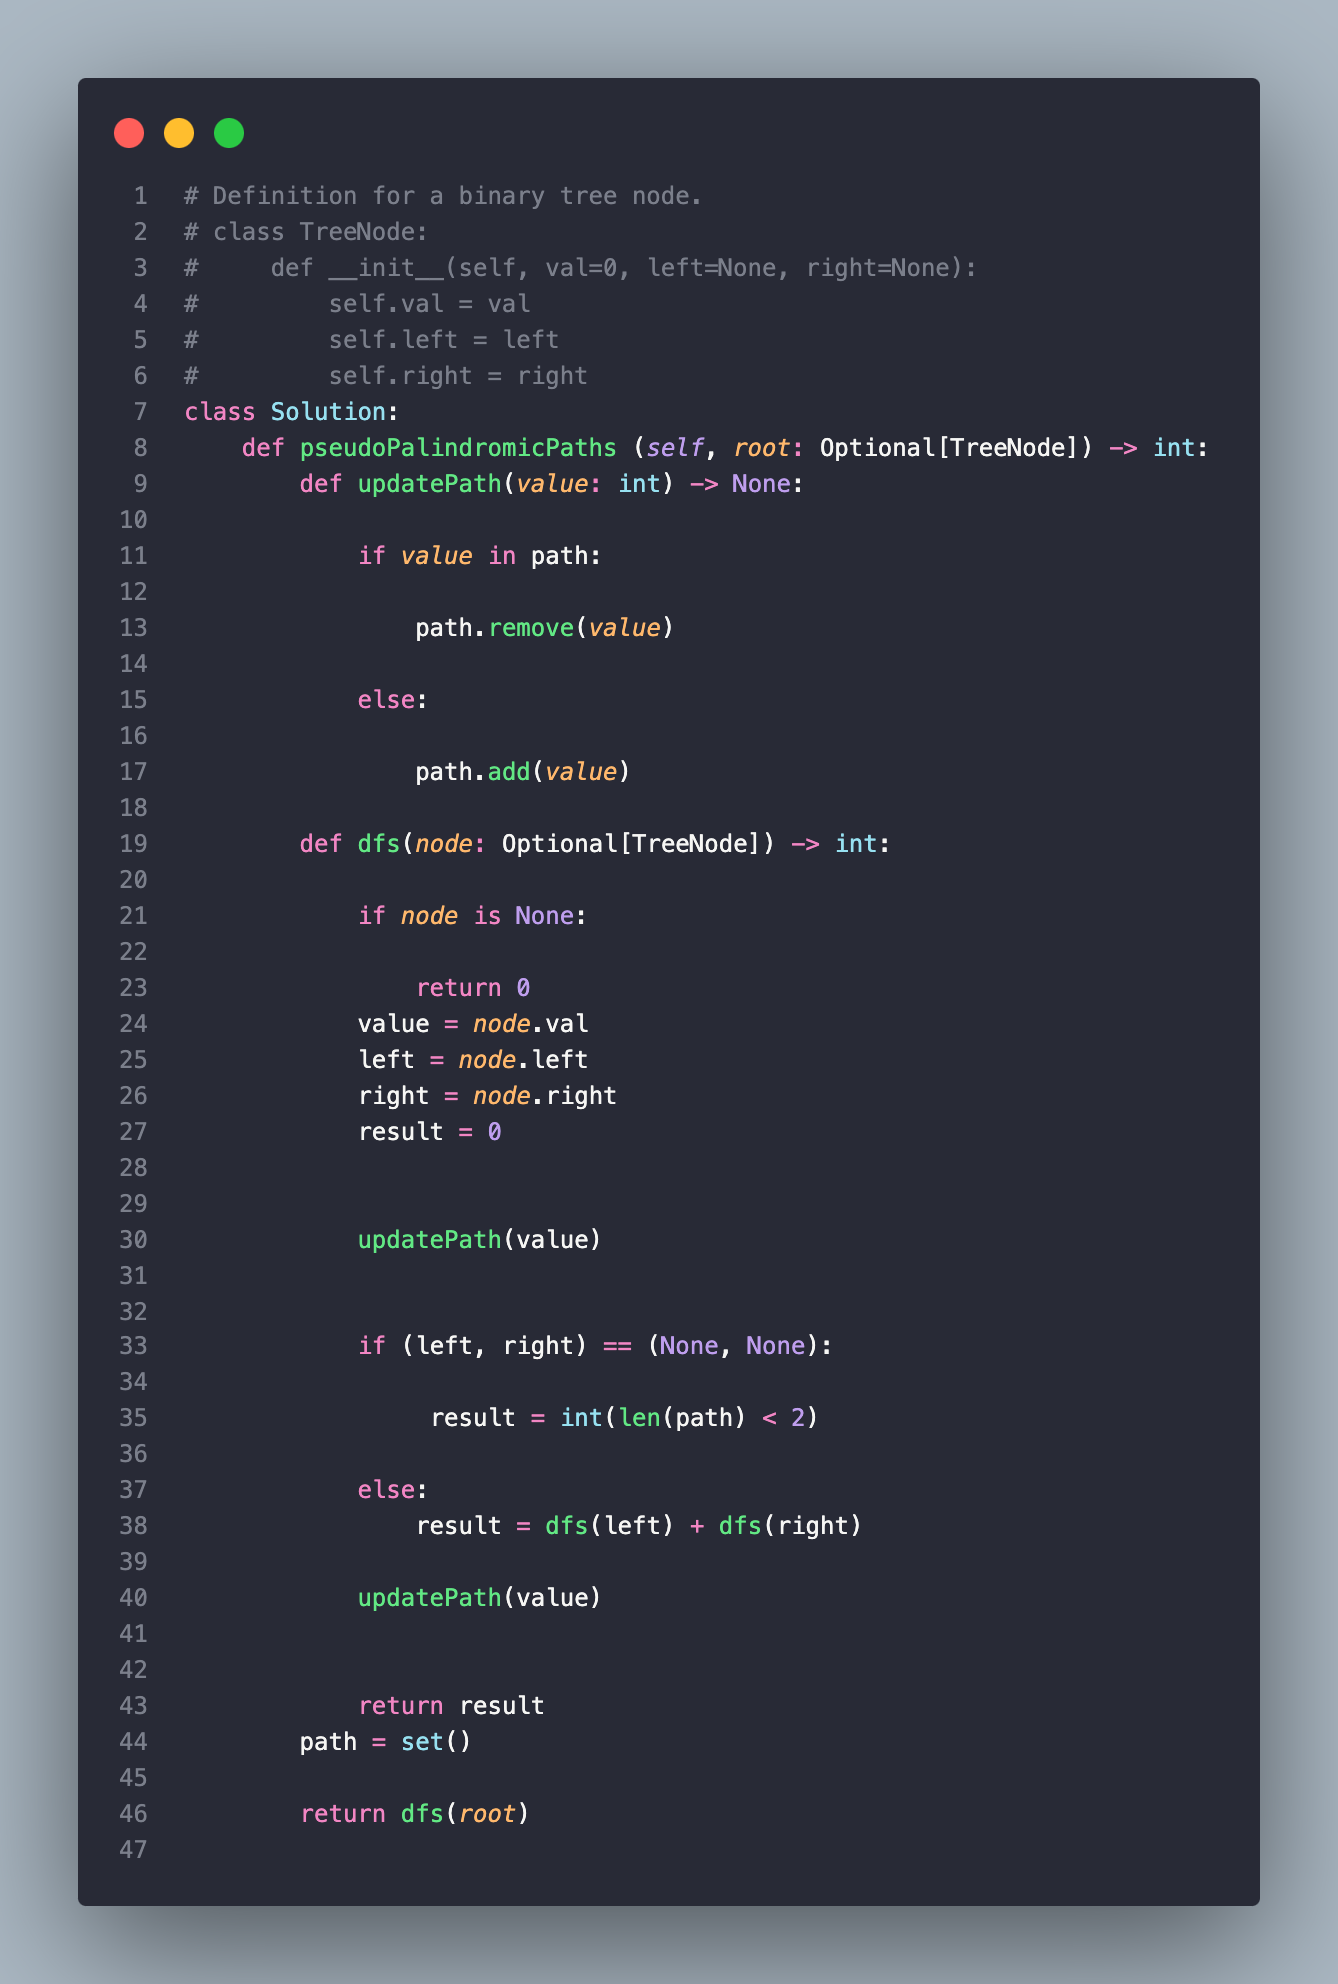 1 # Definition for a binary tree node.
2 # class TreeNode:
3 #     def __init__(self, val=0, left=None, right=None):
4 #         self.val = val
5 #         self.left = left
6 #         self.right = right
7 class Solution:
8     def pseudoPalindromicPaths (self, root: Optional[TreeNode]) -> int:
9         def updatePath(value: int) -> None:
10
11             if value in path:
12
13                 path.remove(value)
14
15             else:
16
17                 path.add(value)
18
19         def dfs(node: Optional[TreeNode]) -> int:
20
21             if node is None:
22
23                 return 0
24             value = node.val
25             left = node.left
26             right = node.right
27             result = 0
28
29
30             updatePath(value)
31
32
33             if (left, right) == (None, None):
34
35                  result = int(len(path) < 2)
36
37             else:
38                 result = dfs(left) + dfs(right)
39
40             updatePath(value)
41
42
43             return result
44         path = set()
45
46         return dfs(root)
47